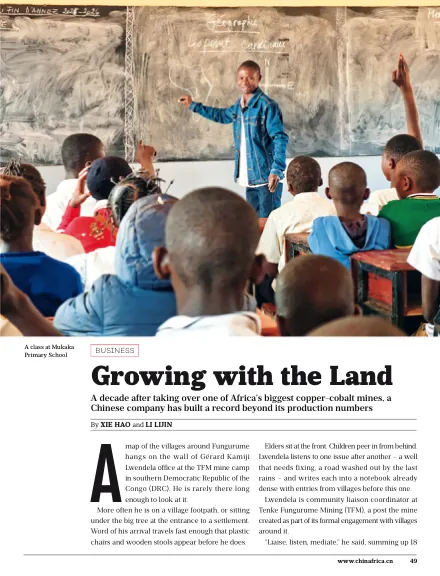 FIN D'ANNEZ 2025-2026
Geographie
A class at Mukaka
Primary School
BUSINESS
Growing with the Land
A decade after taking over one of Africa's biggest copper-cobalt mines, a
Chinese company has built a record beyond its production numbers
By XIE HAO and LI LIJIN
A map of the villages around Fungurume
hangs on the wall of Gérard Kamiji
Lwendela office at the TFM mine camp
in southern Democratic Republic of the
Congo (DRC). He is rarely there long
enough to look at it.
More often he is on a village footpath, or sitting
under the big tree at the entrance to a settlement.
Word of his arrival travels fast enough that plastic
chairs and wooden stools appear before he does.
Elders sit at the front. Children peer in from behind.
Lwendela listens to one issue after another – a well
that needs fixing, a road washed out by the last
rains – and writes each into a notebook already
dense with entries from villages before this one.
Lwendela is community liaison coordinator at
Tenke Fungurume Mining (TFM), a post the mine
created as part of its formal engagement with villages
around it.
"Liaise, listen, mediate," he said, summing up 18
www.chinafrica.cn 49